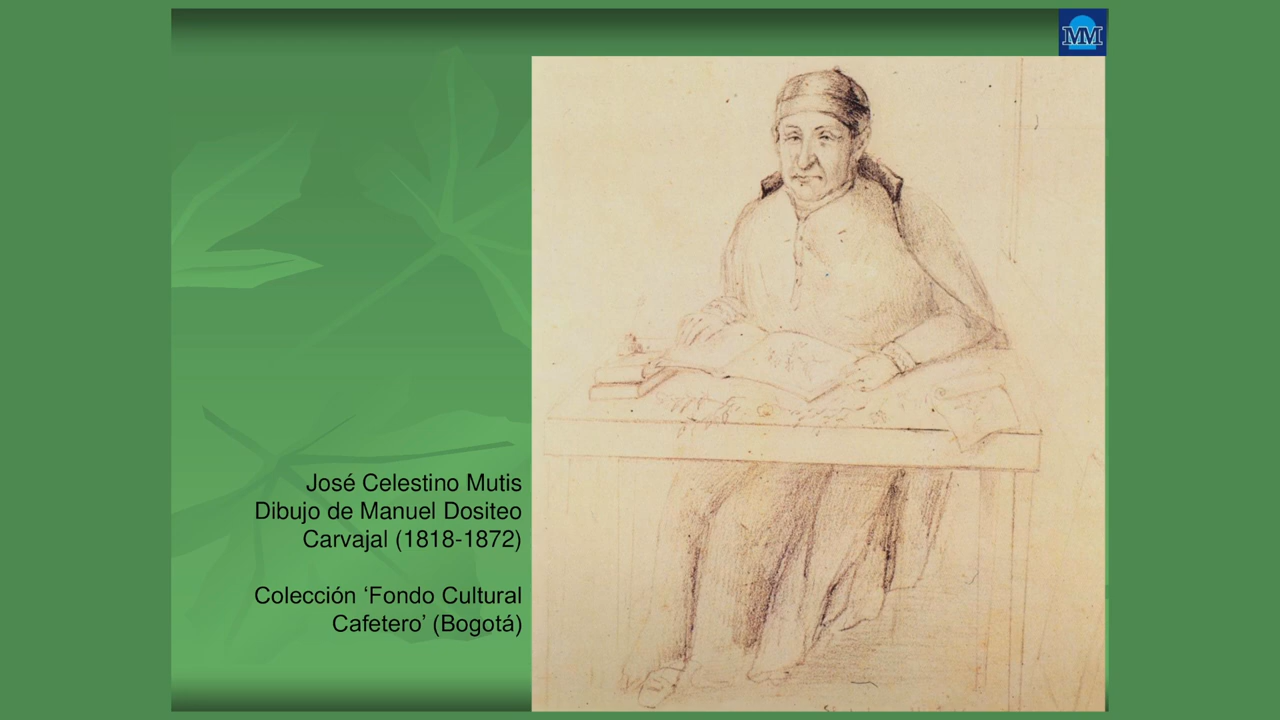 MM
José Celestino Mutis
Dibujo de Manuel Dositeo
Carvajal (1818-1872)
Colección ‘Fondo Cultural
Cafetero’ (Bogotá)